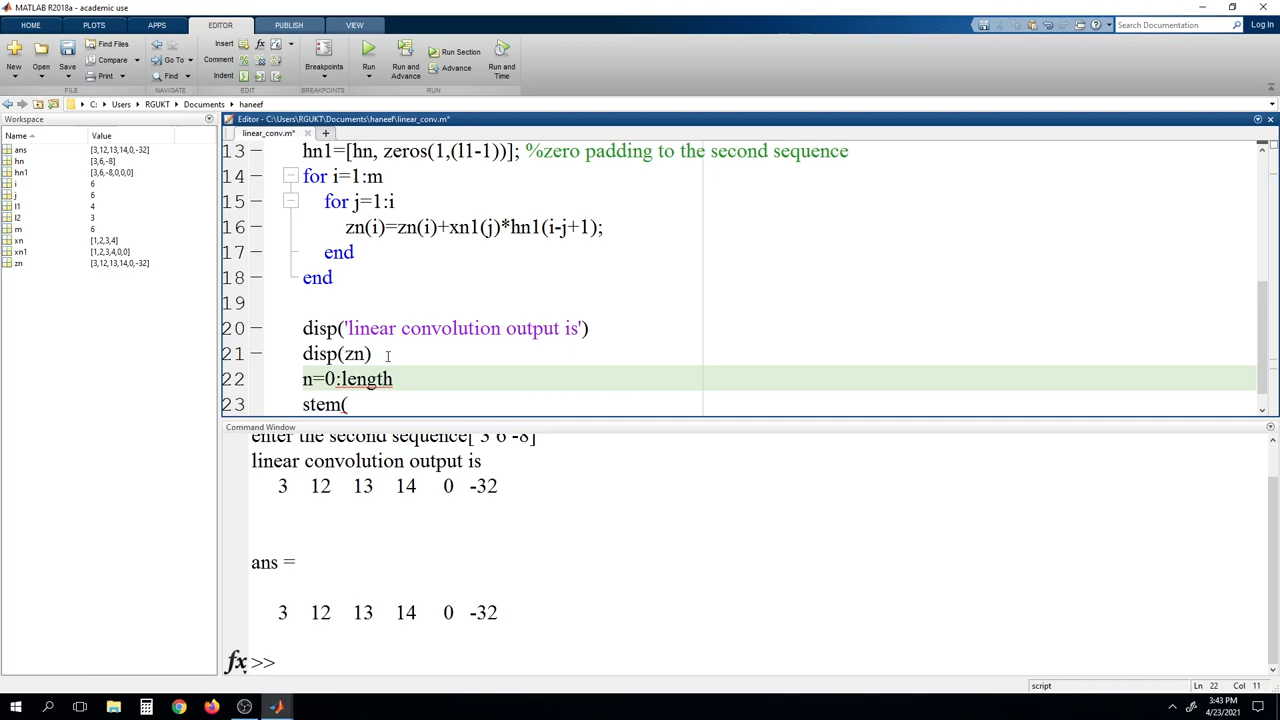 MATLAB R2018a - academic use
HOME PLOTS APPS EDITOR PUBLISH VIEW
Search Documentation Log In
New Open Save Find Files Compare Print
Go To Find
Insert fx Comment Indent
Breakpoints Run Run and Advance Run Section Advance Run and Time
FILE NAVIGATE EDIT BREAKPOINTS RUN
C: Users RGUKT Documents haneef
Workspace
Name Value
ans [3,12,13,14,0,-32]
hn [3,6,-8]
hn1 [3,6,-8,0,0,0]
i 6
j 6
l1 4
l2 3
m 6
xn [1,2,3,4]
xn1 [1,2,3,4,0,0]
zn [3,12,13,14,0,-32]
Editor - C:\Users\RGUKT\Documents\haneef\linear_conv.m*
linear_conv.m*
13 hn1=[hn, zeros(1,(l1-1))]; %zero padding to the second sequence
14 for i=1:m
15 for j=1:i
16 zn(i)=zn(i)+xn1(j)*hn1(i-j+1);
17 end
18 end
19
20 disp('linear convolution output is')
21 disp(zn)
22 n=0:length
23 stem(
Command Window
enter the second sequence[ 3 6 -8]
linear convolution output is
3 12 13 14 0 -32
ans =
3 12 13 14 0 -32
fx >>
script Ln 22 Col 11
3:43 PM
4/23/2021